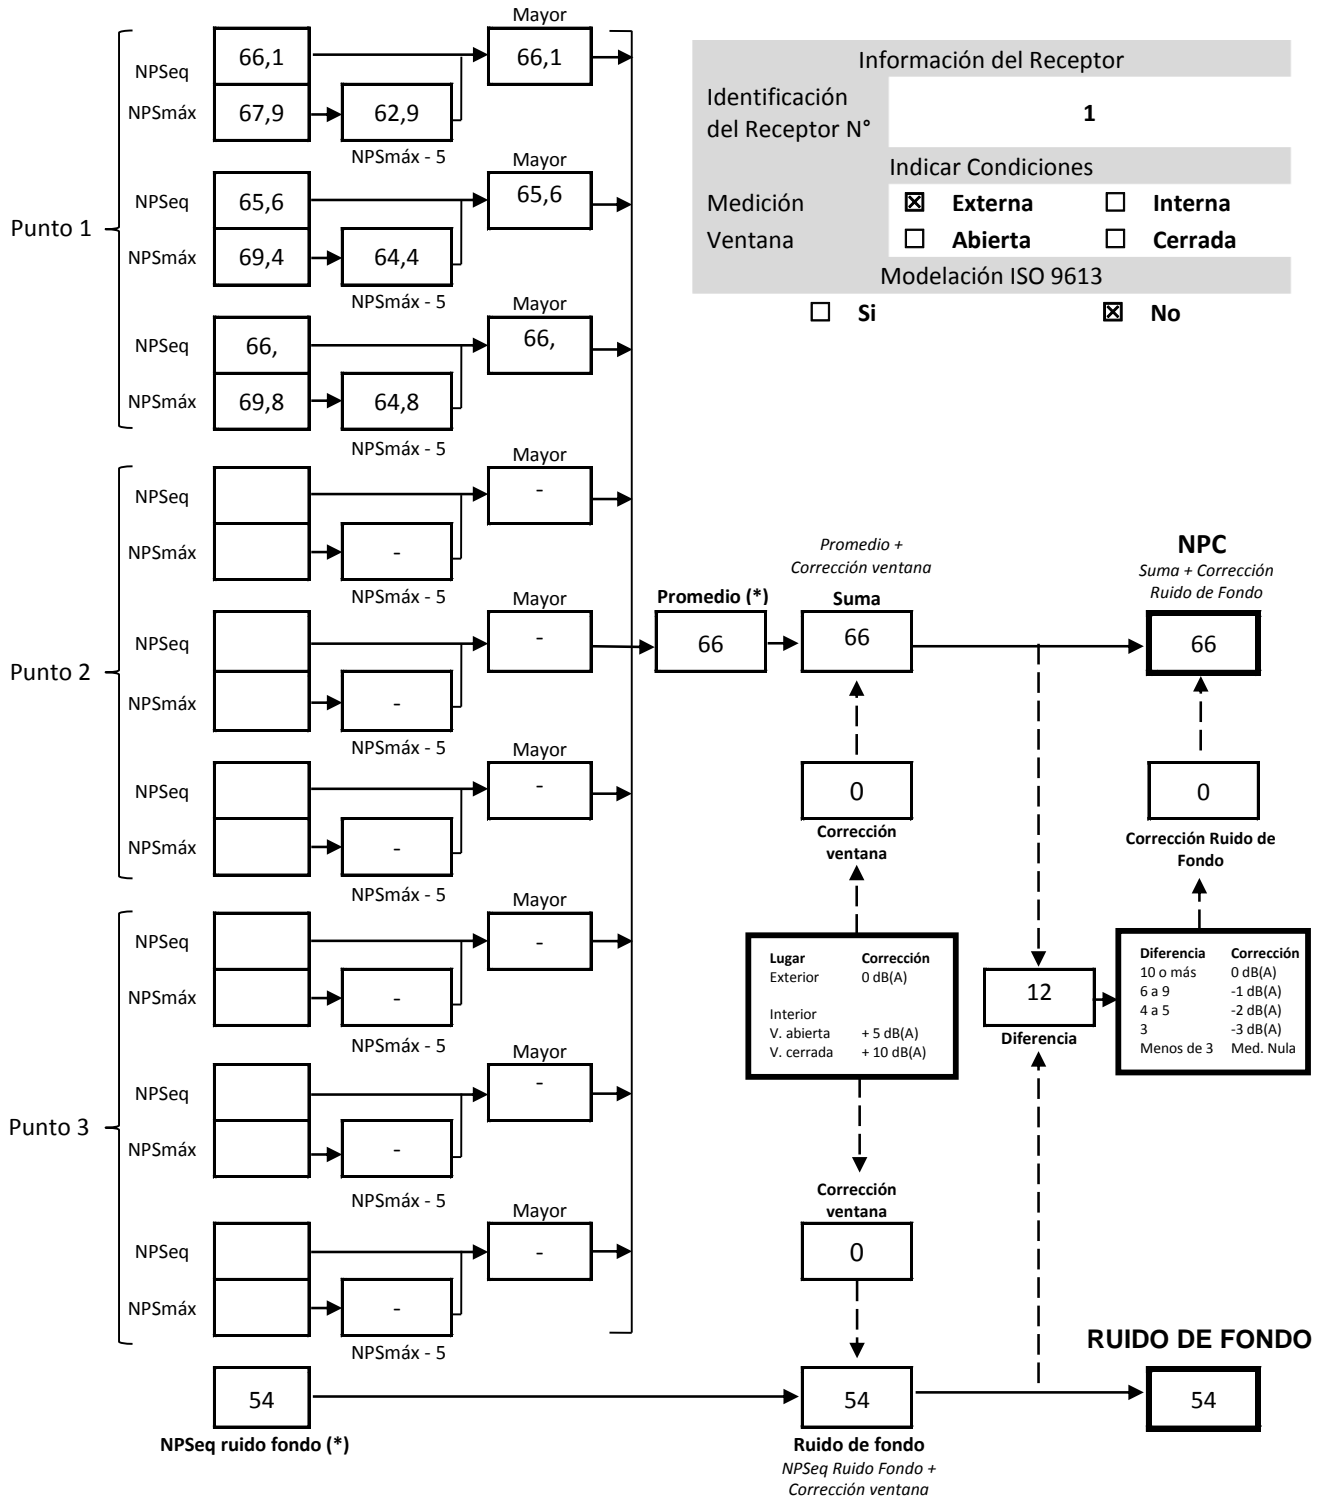 Mayor
NPSeq 66,1 66,1
NPSmáx 67,9 62,9
NPSmáx - 5
Mayor
Punto 1
NPSeq 65,6 65,6
NPSmáx 69,4 64,4
NPSmáx - 5
Mayor
NPSeq 66, 66,
NPSmáx 69,8 64,8
NPSmáx - 5
Información del Receptor
Identificación
del Receptor N° 1
Indicar Condiciones
Medición ☒ Externa ☐ Interna
Ventana ☐ Abierta ☐ Cerrada
Modelación ISO 9613
☐ Si ☒ No
Mayor
NPSeq -
NPSmáx -
NPSmáx - 5
Mayor
Punto 2
NPSeq -
NPSmáx -
NPSmáx - 5
Mayor
NPSeq -
NPSmáx -
NPSmáx - 5
Mayor
NPSeq -
NPSmáx -
NPSmáx - 5
Mayor
Punto 3
NPSeq -
NPSmáx -
NPSmáx - 5
Mayor
NPSeq -
NPSmáx -
NPSmáx - 5
Promedio (*)
66
Promedio +
Corrección ventana
Suma
66
NPC
Suma + Corrección
Ruido de Fondo
66
0
Corrección
ventana
0
Corrección Ruido de
Fondo
Lugar Corrección
Exterior 0 dB(A)
Interior
V. abierta + 5 dB(A)
V. cerrada + 10 dB(A)
12
Diferencia
Diferencia Corrección
10 o más 0 dB(A)
6 a 9 -1 dB(A)
4 a 5 -2 dB(A)
3 -3 dB(A)
Menos de 3 Med. Nula
Corrección
ventana
0
RUIDO DE FONDO
54 54 54
NPSeq ruido fondo (*)
Ruido de fondo
NPSeq Ruido Fondo +
Corrección ventana